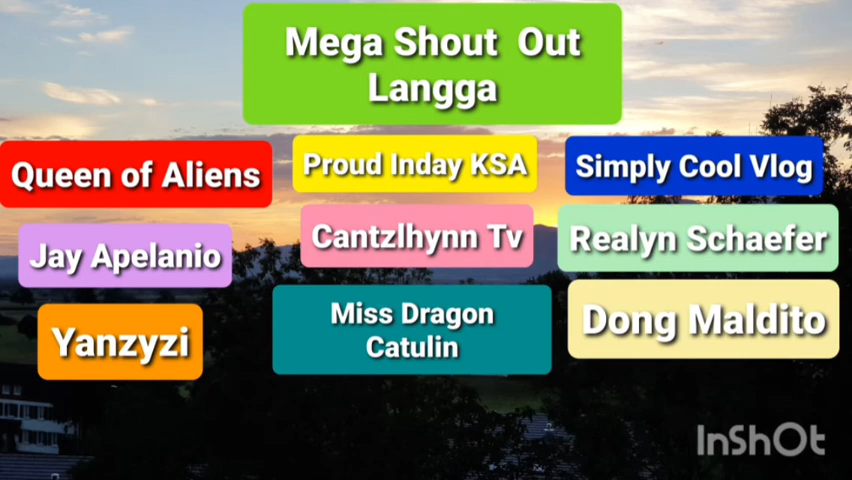 Mega Shout Out
Langga
Queen of Aliens
Proud Inday KSA
Simply Cool Vlog
Jay Apelanio
Cantzlhynn Tv
Realyn Schaefer
Yanzyzi
Miss Dragon
Catulin
Dong Maldito
InShOt